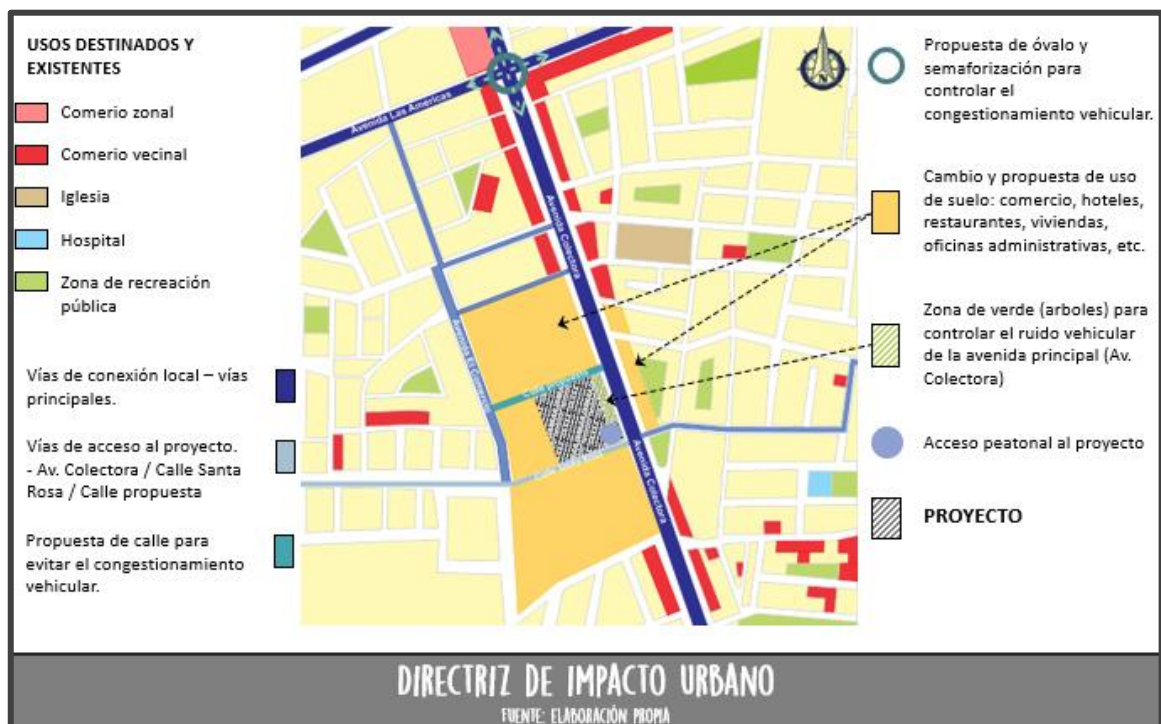 USOS DESTINADOS Y
EXISTENTES
Comerio zonal
Comerio vecinal
Iglesia
Hospital
Zona de recreación
pública
Vías de conexión local – vías
principales.
Vías de acceso al proyecto.
- Av. Colectora / Calle Santa
Rosa / Calle propuesta
Propuesta de calle para
evitar el congestionamiento
vehicular.
Avenida Las Américas
Avenida Colectora
Avenida El Comercio
Avenida Colectora
N
Propuesta de óvalo y
semaforización para
controlar el
congestionamiento vehicular.
Cambio y propuesta de uso
de suelo: comercio, hoteles,
restaurantes, viviendas,
oficinas administrativas, etc.
Zona de verde (arboles) para
controlar el ruido vehicular
de la avenida principal (Av.
Colectora)
Acceso peatonal al proyecto
PROYECTO
DIRECTRIZ DE IMPACTO URBANO
FUENTE: ELABORACIÓN PROPIA